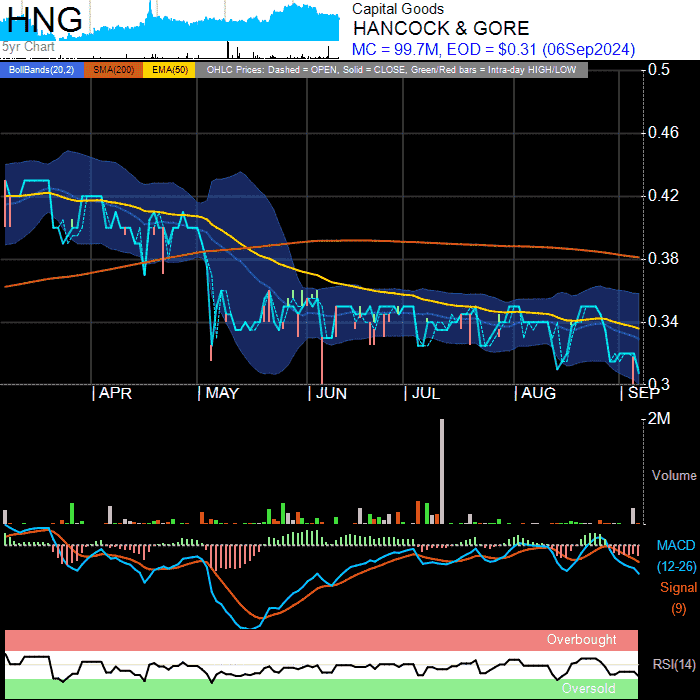 HNG
5yr Chart
Capital Goods
HANCOCK & GORE
MC = 99.7M, EOD = $0.31 (06Sep2024)
BollBands(20,2) SMA(200) EMA(50) OHLC Prices: Dashed = OPEN, Solid = CLOSE, Green/Red bars = Intra-day HIGH/LOW
0.5
0.46
0.42
0.38
0.34
0.3
APR MAY JUN JUL AUG SEP
2M
Volume
MACD
(12-26)
Signal
(9)
Overbought
RSI(14)
Oversold